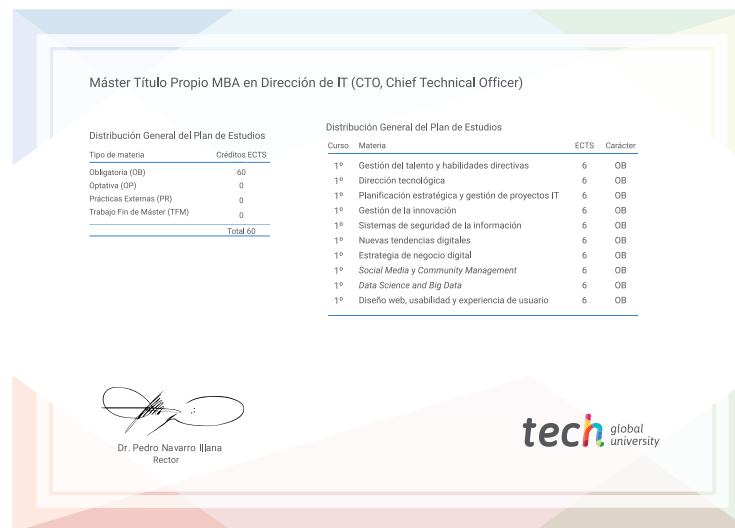 Máster Título Propio MBA en Dirección de IT (CTO, Chief Technical Officer)
Distribución General del Plan de Estudios
Tipo de materia Créditos ECTS
Obligatoria (OB) 60
Optativa (OP) 0
Prácticas Externas (PR) 0
Trabajo Fin de Máster (TFM) 0
Total 60
Distribución General del Plan de Estudios
Curso Materia ECTS Carácter
1º Gestión del talento y habilidades directivas 6 OB
1º Dirección tecnológica 6 OB
1º Planificación estratégica y gestión de proyectos IT 6 OB
1º Gestión de la innovación 6 OB
1º Sistemas de seguridad de la información 6 OB
1º Nuevas tendencias digitales 6 OB
1º Estrategia de negocio digital 6 OB
1º Social Media y Community Management 6 OB
1º Data Science and Big Data 6 OB
1º Diseño web, usabilidad y experiencia de usuario 6 OB
Dr. Pedro Navarro Illana
Rector
tech global
university